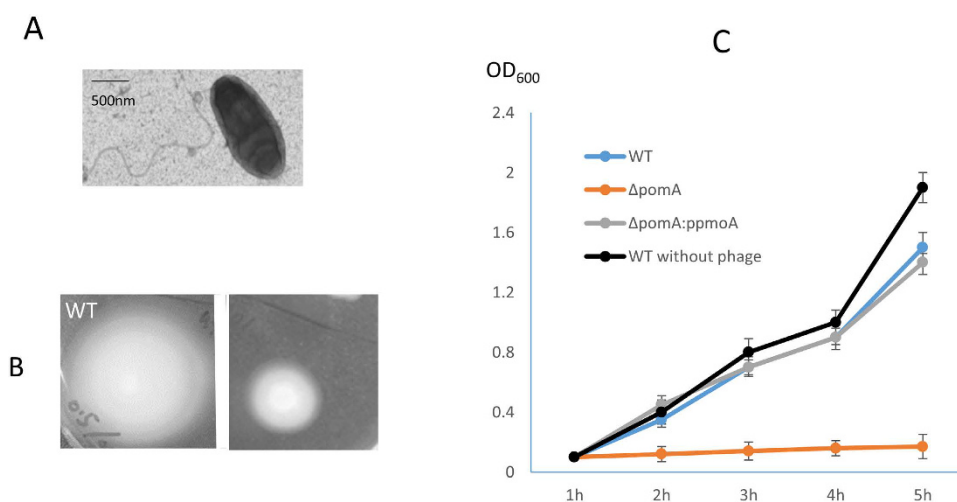 A
500nm
B
WT
C
OD600
2.4
2
1.6
1.2
0.8
0.4
0
WT
ΔpomA
ΔpomA:ppmoA
WT without phage
1h
2h
3h
4h
5h